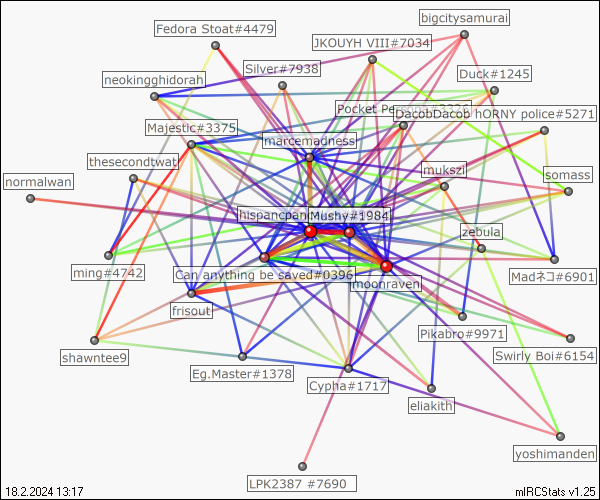 bigcitysamurai
Fedora Stoat#4479
JKOUYH VIII#7034
Silver#7938
Duck#1245
neokingghidorah
Pocket
DacobDacob
hORNY police#5271
Majestic#3375
marcemadness
thesecondtwat
mukszi
somass
normalwan
hispancpan
Mushy#1984
zebula
ming#4742
Can anything be saved#0396
Madネコ#6901
moonraven
frisout
Pikabro#9971
shawntee9
Swirly Boi#6154
Eg.Master#1378
Cypha#1717
eliakith
yoshimanden
LPK2387 #7690
18.2.2024 13:17
mIRCStats v1.25